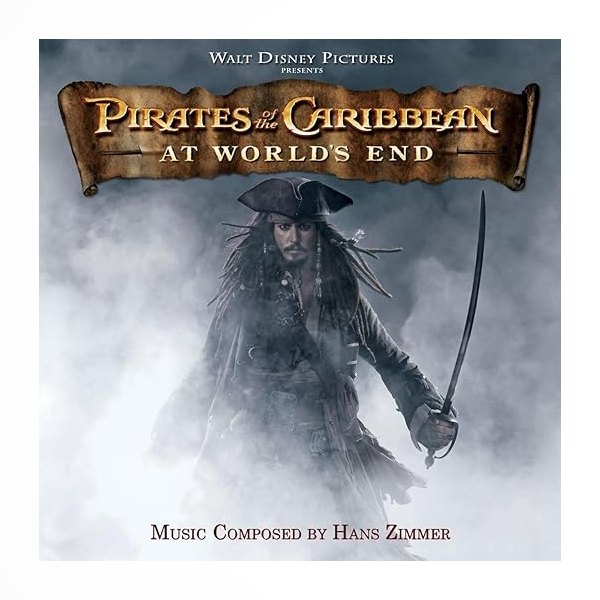 WALT DISNEY PICTURES
PRESENTS
PIRATES of the CARIBBEAN
AT WORLD'S END
MUSIC COMPOSED BY HANS ZIMMER